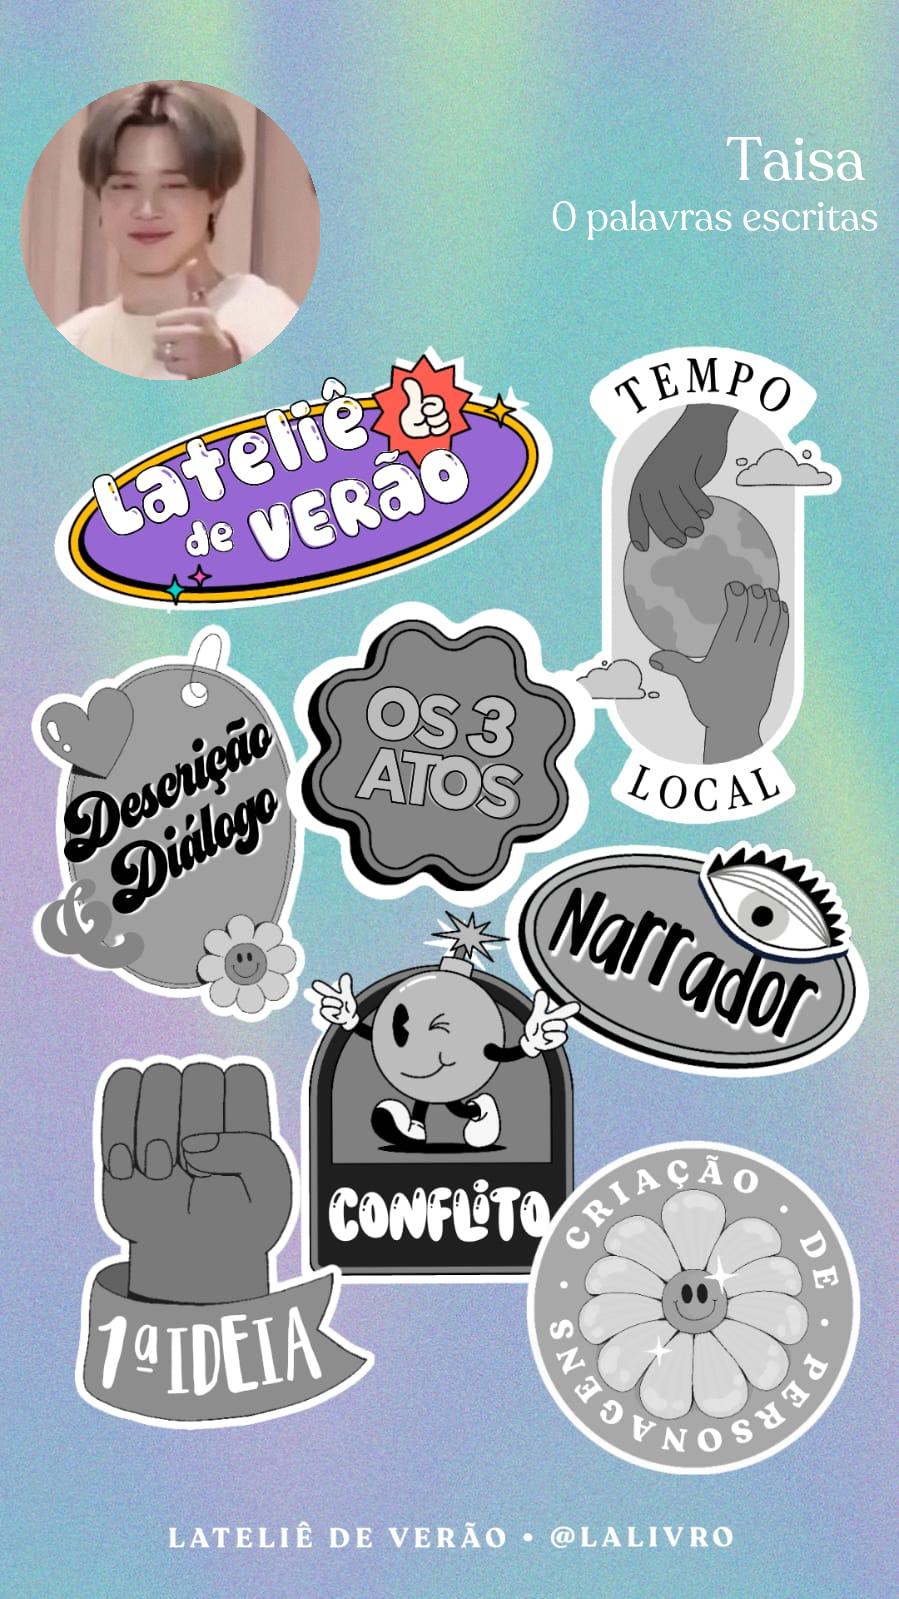 Taisa
0 palavras escritas
Lateliê
de VERÃO
TEMPO
LOCAL
OS 3
ATOS
Descrição
Diálogo
&
Narrador
CONFLITO
1ª IDEIA
CRIAÇÃO · DE · PERSONAGENS ·
LATELIÊ DE VERÃO • @LALIVRO